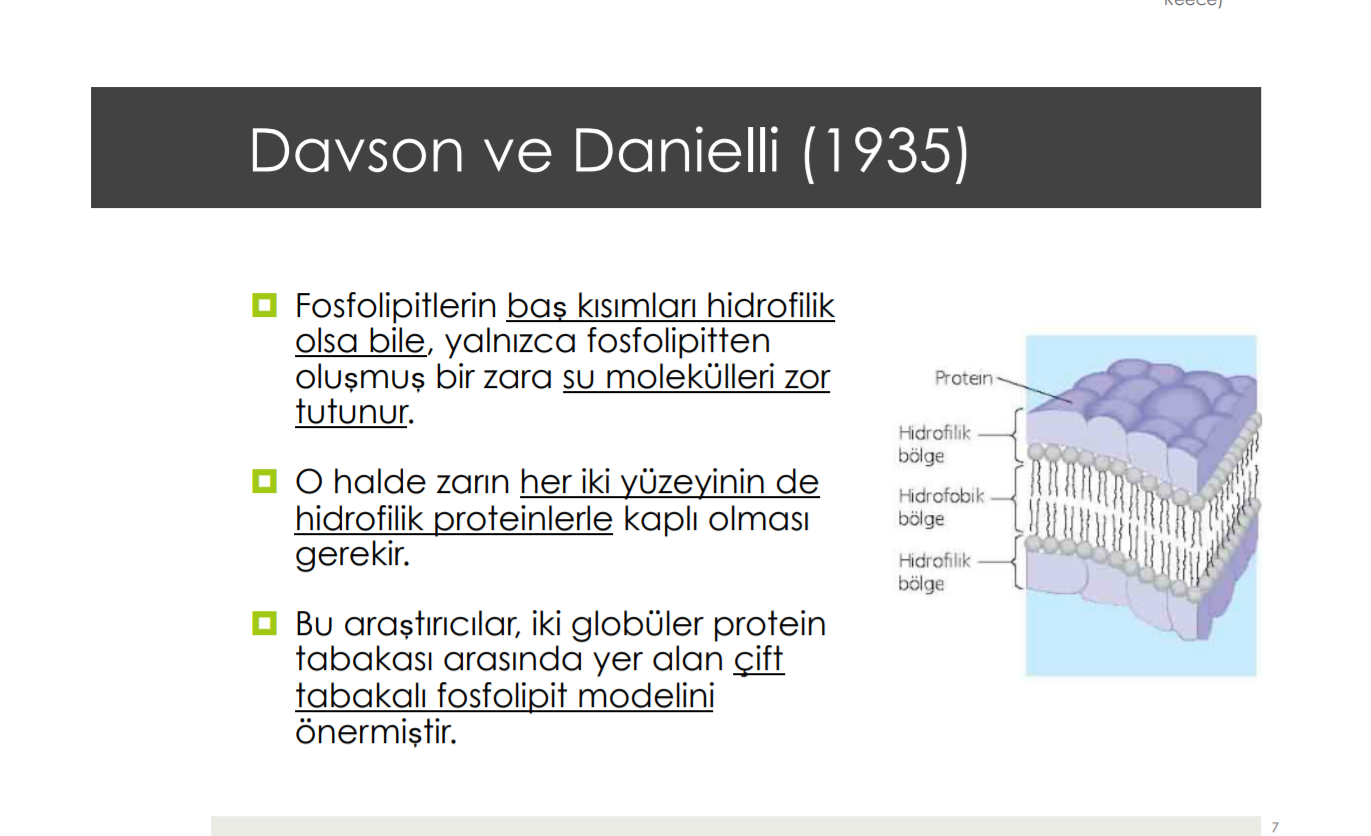 Reece)
Davson ve Danielli (1935)
Fosfolipitlerin baş kısımları hidrofilik
olsa bile, yalnızca fosfolipitten
oluşmuş bir zara su molekülleri zor
tutunur.
O halde zarın her iki yüzeyinin de
hidrofilik proteinlerle kaplı olması
gerekir.
Bu araştırıcılar, iki globüler protein
tabakası arasında yer alan çift
tabakalı fosfolipit modelini
önermiştir.
Protein
Hidrofilik
bölge
Hidrofobik
bölge
Hidrofilik
bölge
7